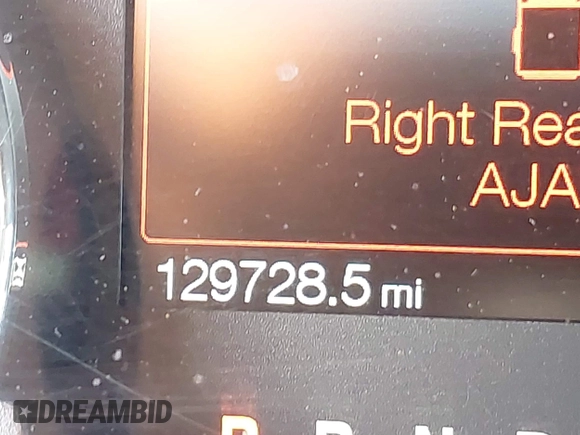 Right Rea
AJA
129728.5 mi
P R N D
DREAMBID